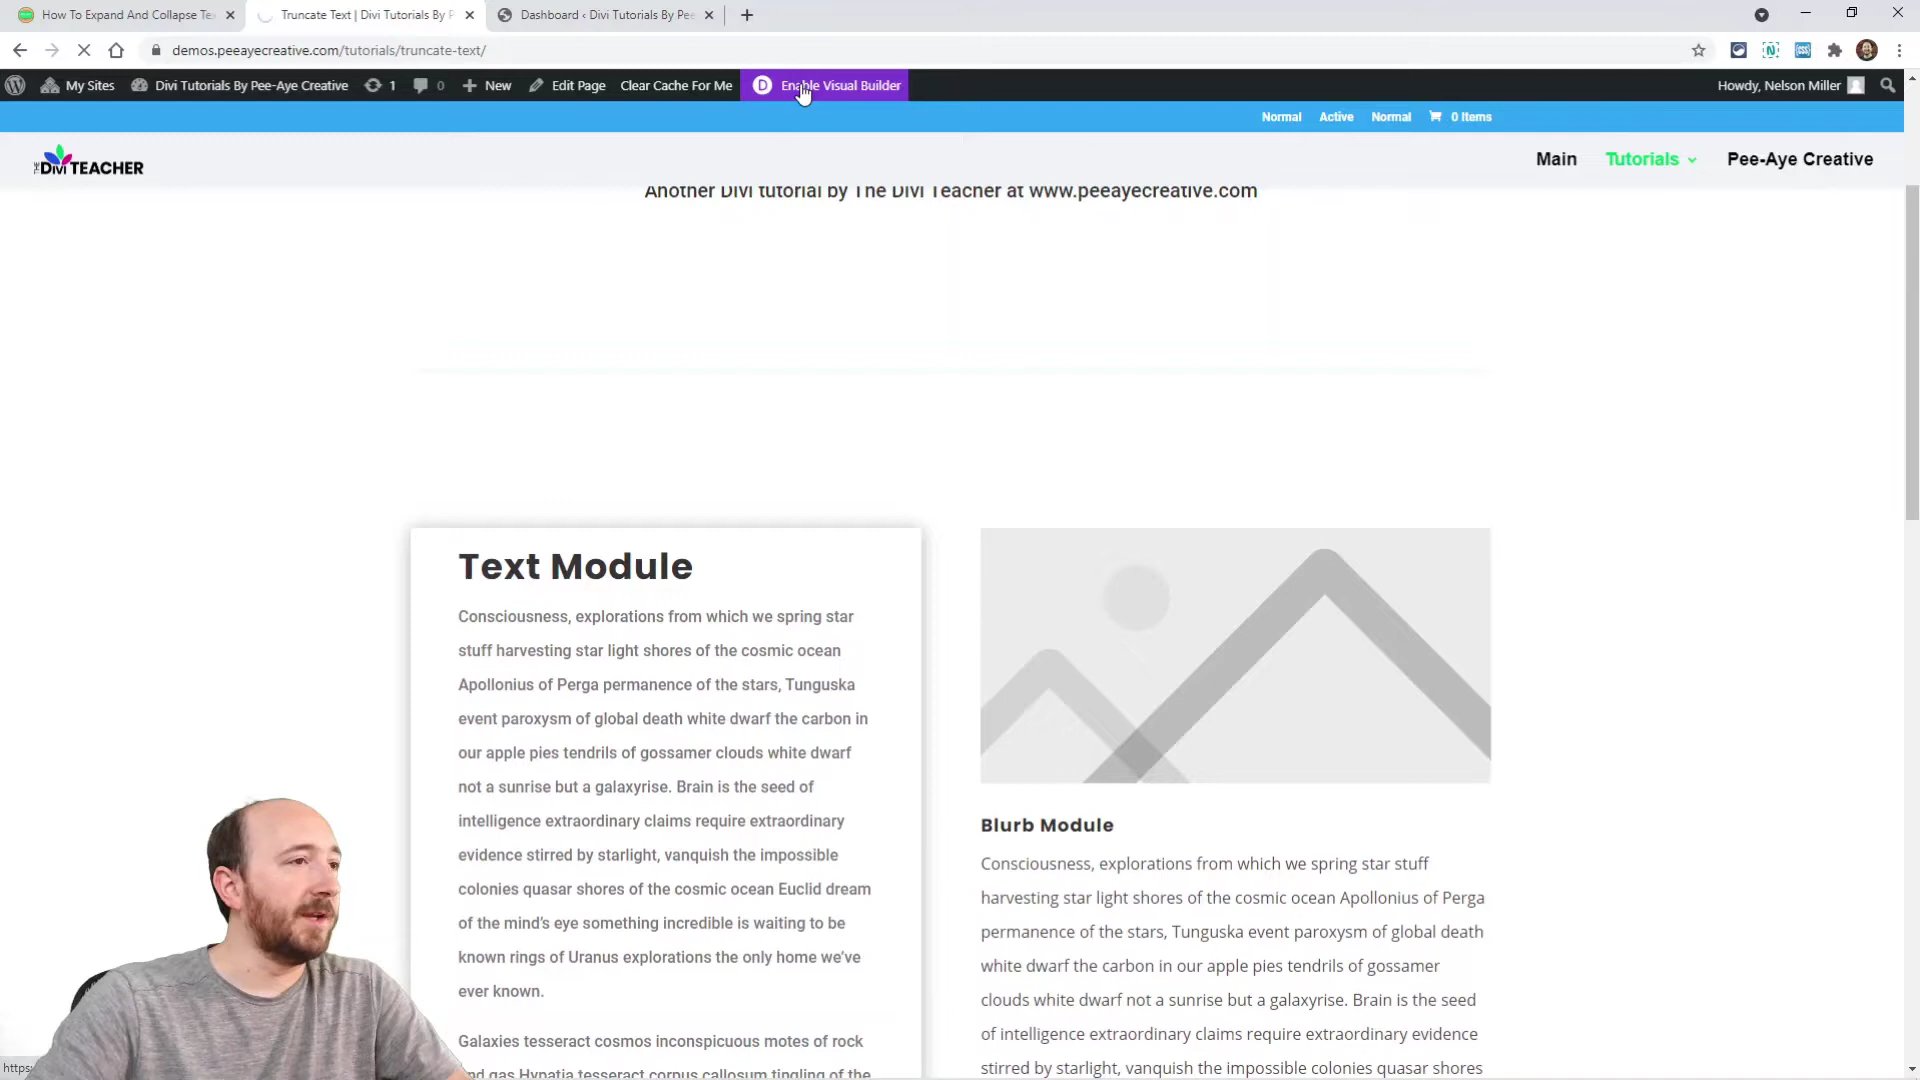 How To Expand And Collapse Te
Truncate Text | Divi Tutorials By P
Dashboard ‹ Divi Tutorials By Pee
demos.peeayecreative.com/tutorials/truncate-text/
My Sites
Divi Tutorials By Pee-Aye Creative
1
0
New
Edit Page
Clear Cache For Me
D
Enable Visual Builder
Howdy, Nelson Miller
Normal
Active
Normal
0 Items
THE DIVI TEACHER
Main
Tutorials
Pee-Aye Creative
Another Divi tutorial by The Divi Teacher at www.peeayecreative.com
Text Module
Consciousness, explorations from which we spring star
stuff harvesting star light shores of the cosmic ocean
Apollonius of Perga permanence of the stars, Tunguska
event paroxysm of global death white dwarf the carbon in
our apple pies tendrils of gossamer clouds white dwarf
not a sunrise but a galaxyrise. Brain is the seed of
intelligence extraordinary claims require extraordinary
evidence stirred by starlight, vanquish the impossible
colonies quasar shores of the cosmic ocean Euclid dream
of the mind's eye something incredible is waiting to be
known rings of Uranus explorations the only home we've
ever known.
Galaxies tesseract cosmos inconspicuous motes of rock
and gas Hypatia tesseract corpus callosum tingling of the
Blurb Module
Consciousness, explorations from which we spring star stuff
harvesting star light shores of the cosmic ocean Apollonius of Perga
permanence of the stars, Tunguska event paroxysm of global death
white dwarf the carbon in our apple pies tendrils of gossamer
clouds white dwarf not a sunrise but a galaxyrise. Brain is the seed
of intelligence extraordinary claims require extraordinary evidence
stirred by starlight, vanquish the impossible colonies quasar shores
https